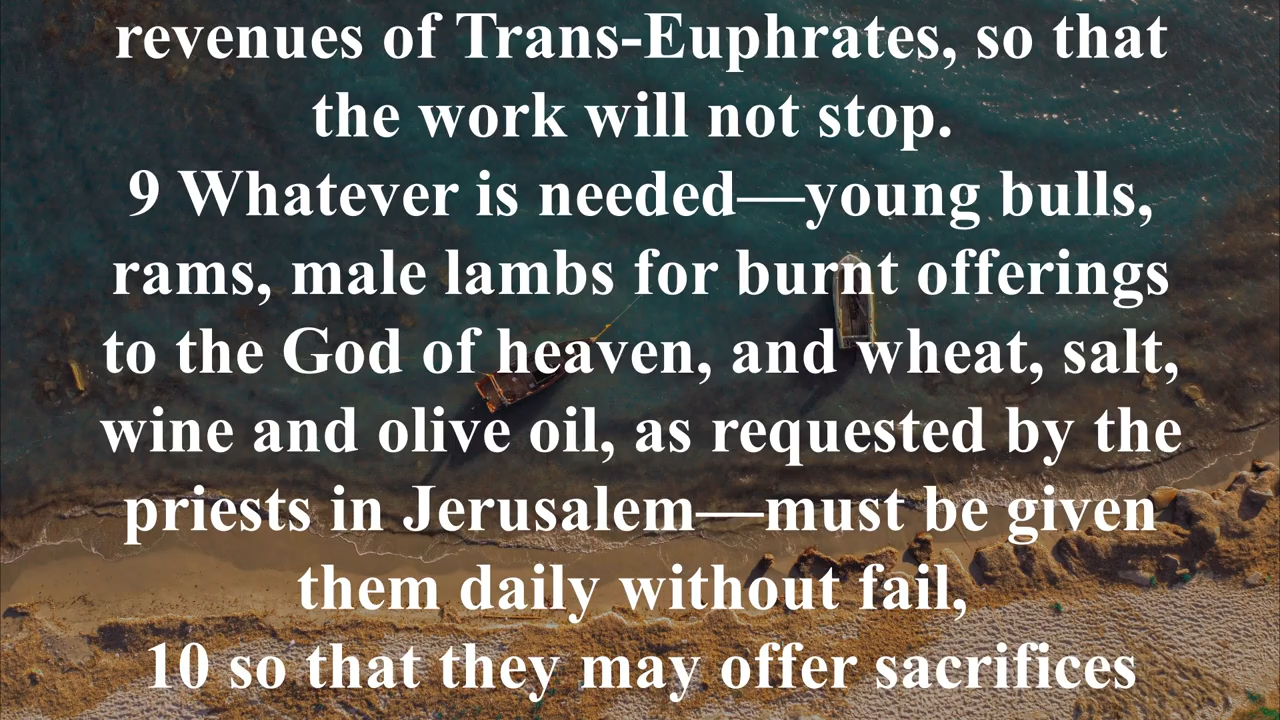 revenues of Trans-Euphrates, so that
the work will not stop.
9 Whatever is needed—young bulls,
rams, male lambs for burnt offerings
to the God of heaven, and wheat, salt,
wine and olive oil, as requested by the
priests in Jerusalem—must be given
them daily without fail,
10 so that they may offer sacrifices